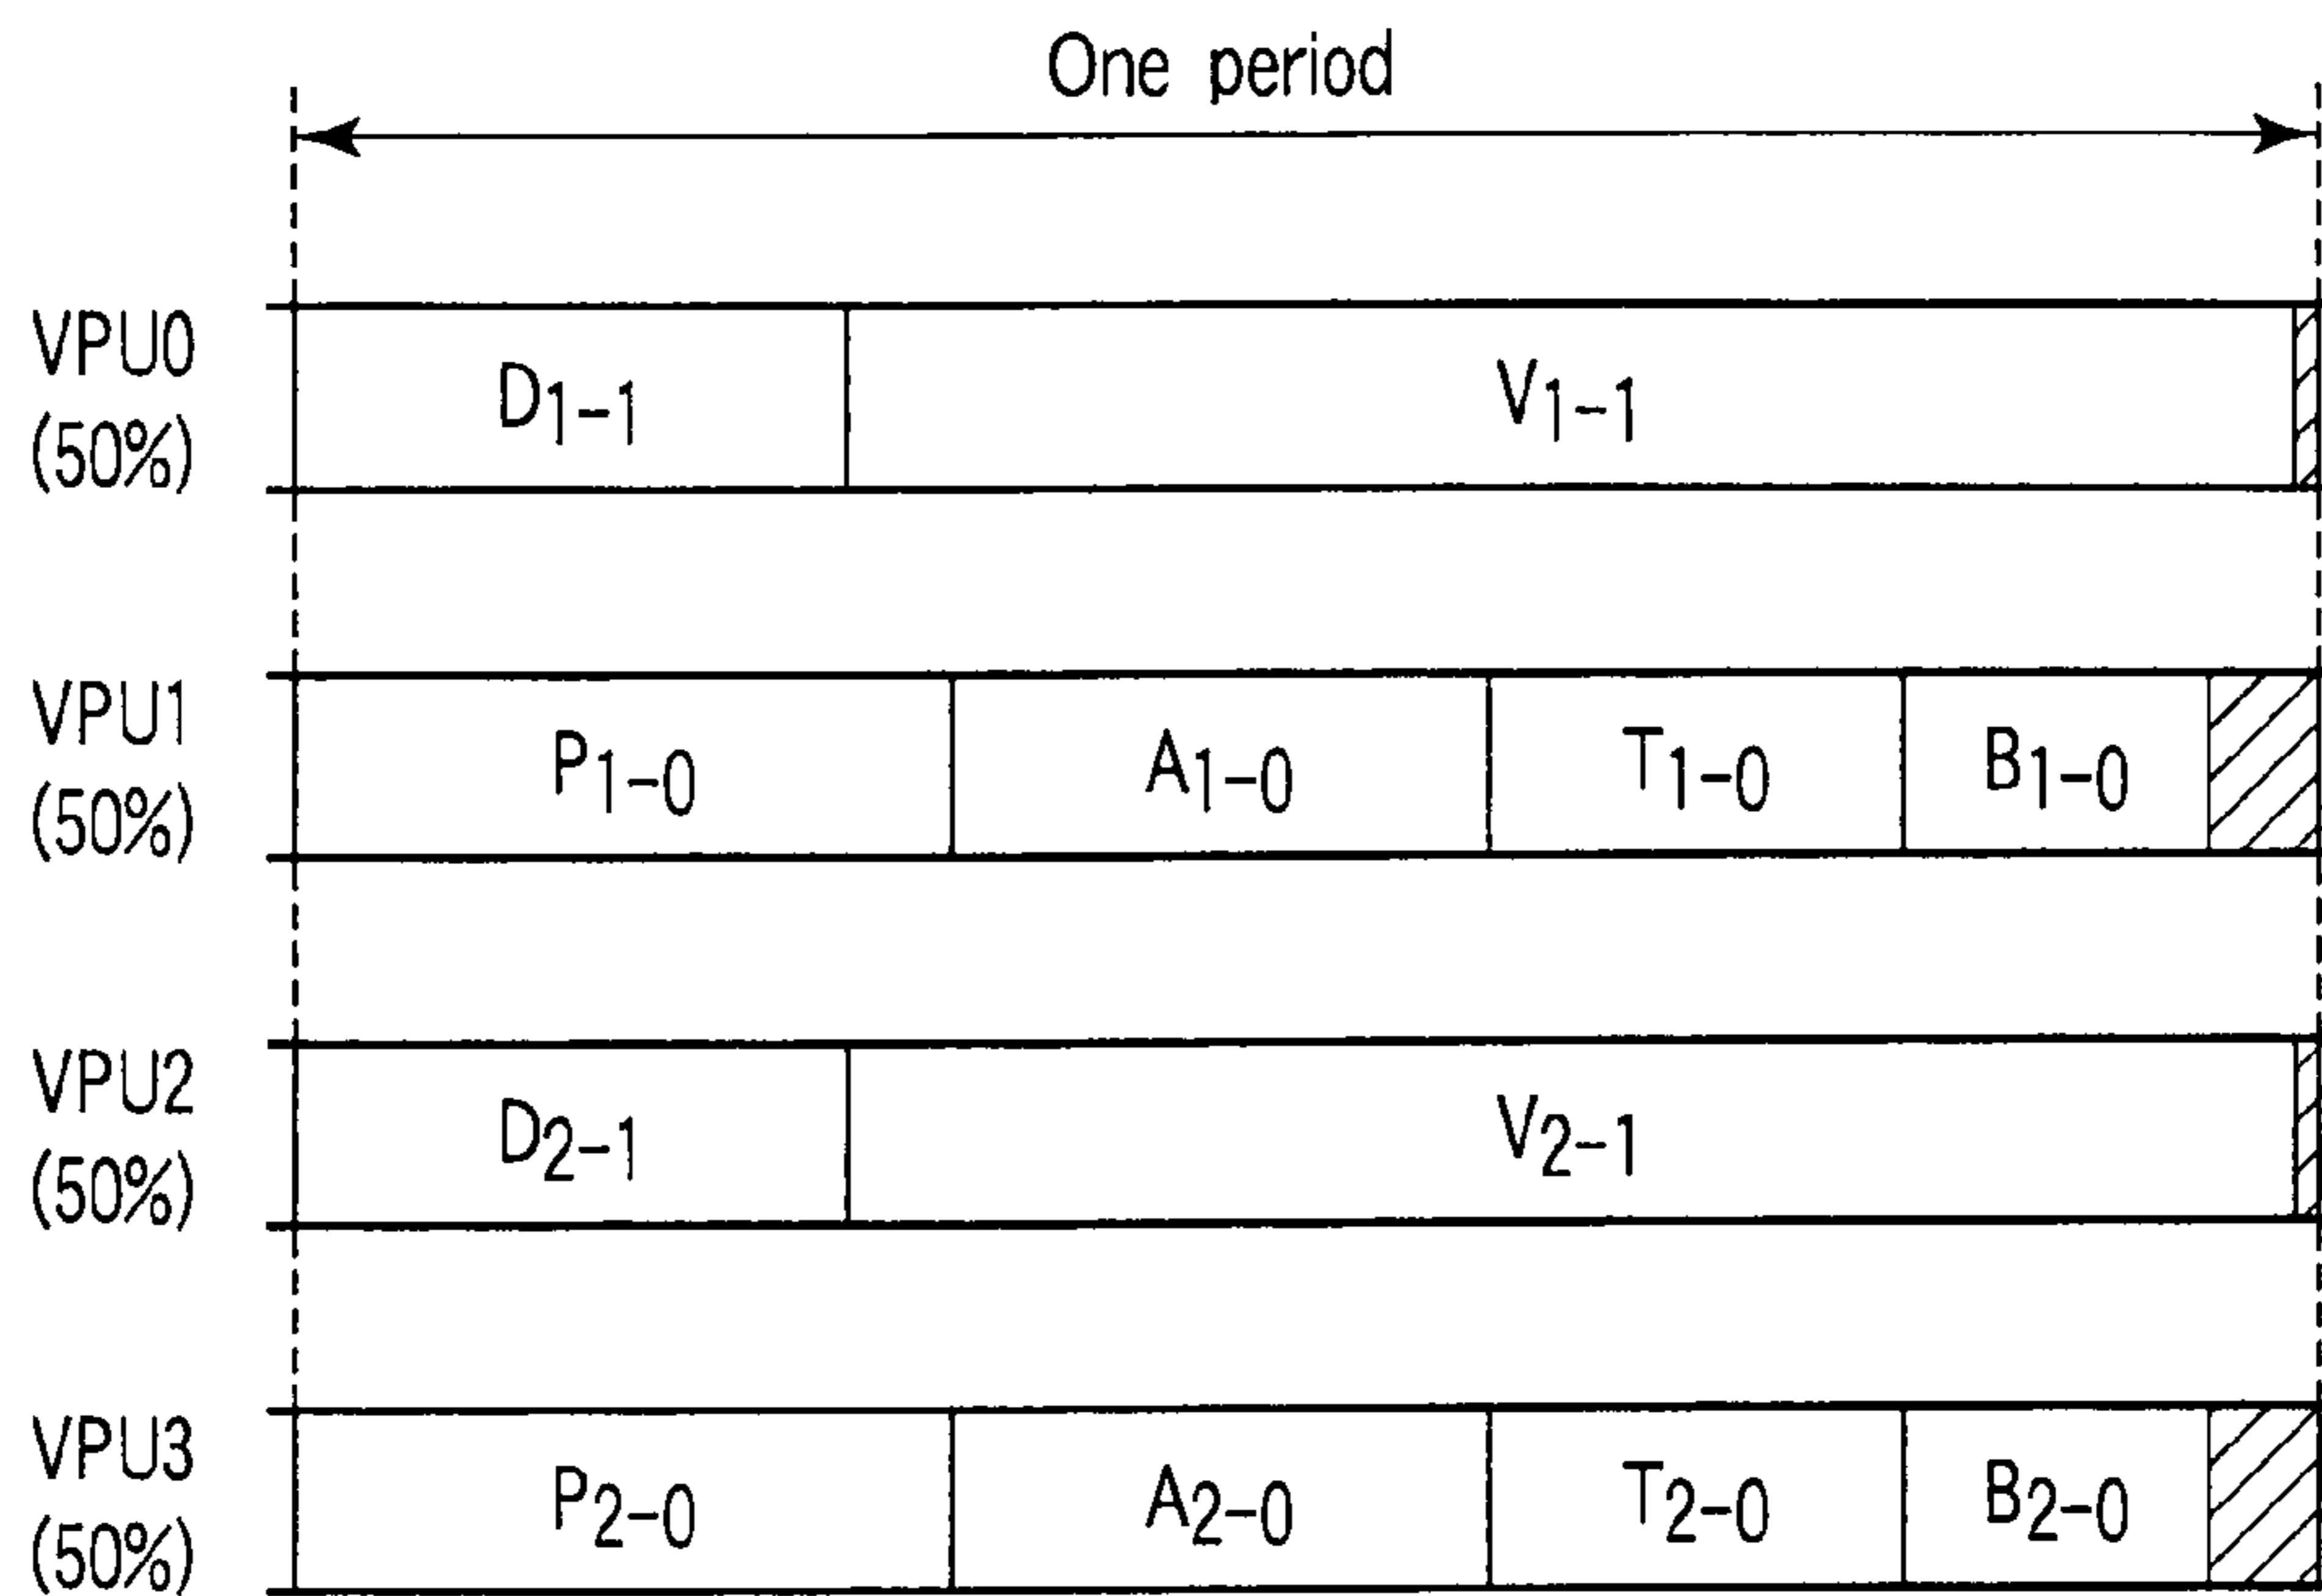 One period
VPU0
(50%)
D1-1 V1-1
VPU1
(50%)
P1-0 A1-0 T1-0 B1-0
VPU2
(50%)
D2-1 V2-1
VPU3
(50%)
P2-0 A2-0 T2-0 B2-0